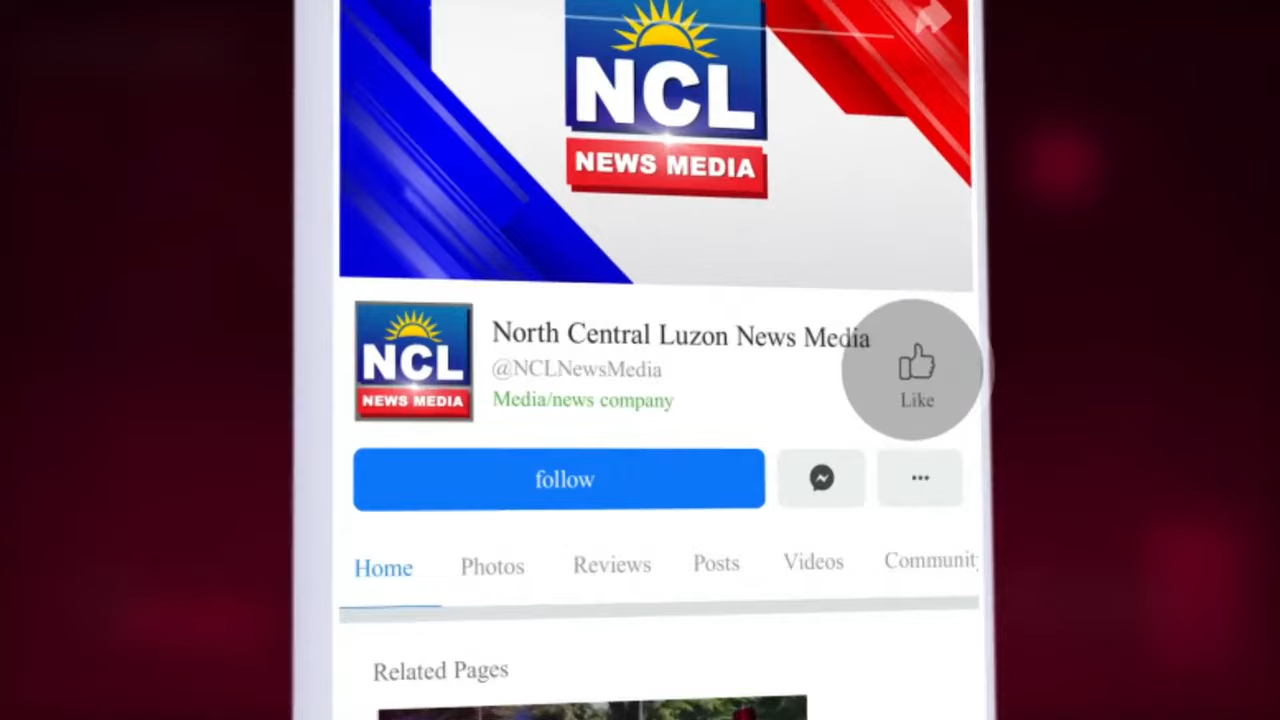 NCL
NEWS MEDIA
NCL
NEWS MEDIA
North Central Luzon News Media
@NCLNewsMedia
Media/news company
Like
follow
Home Photos Reviews Posts Videos Communit
Related Pages